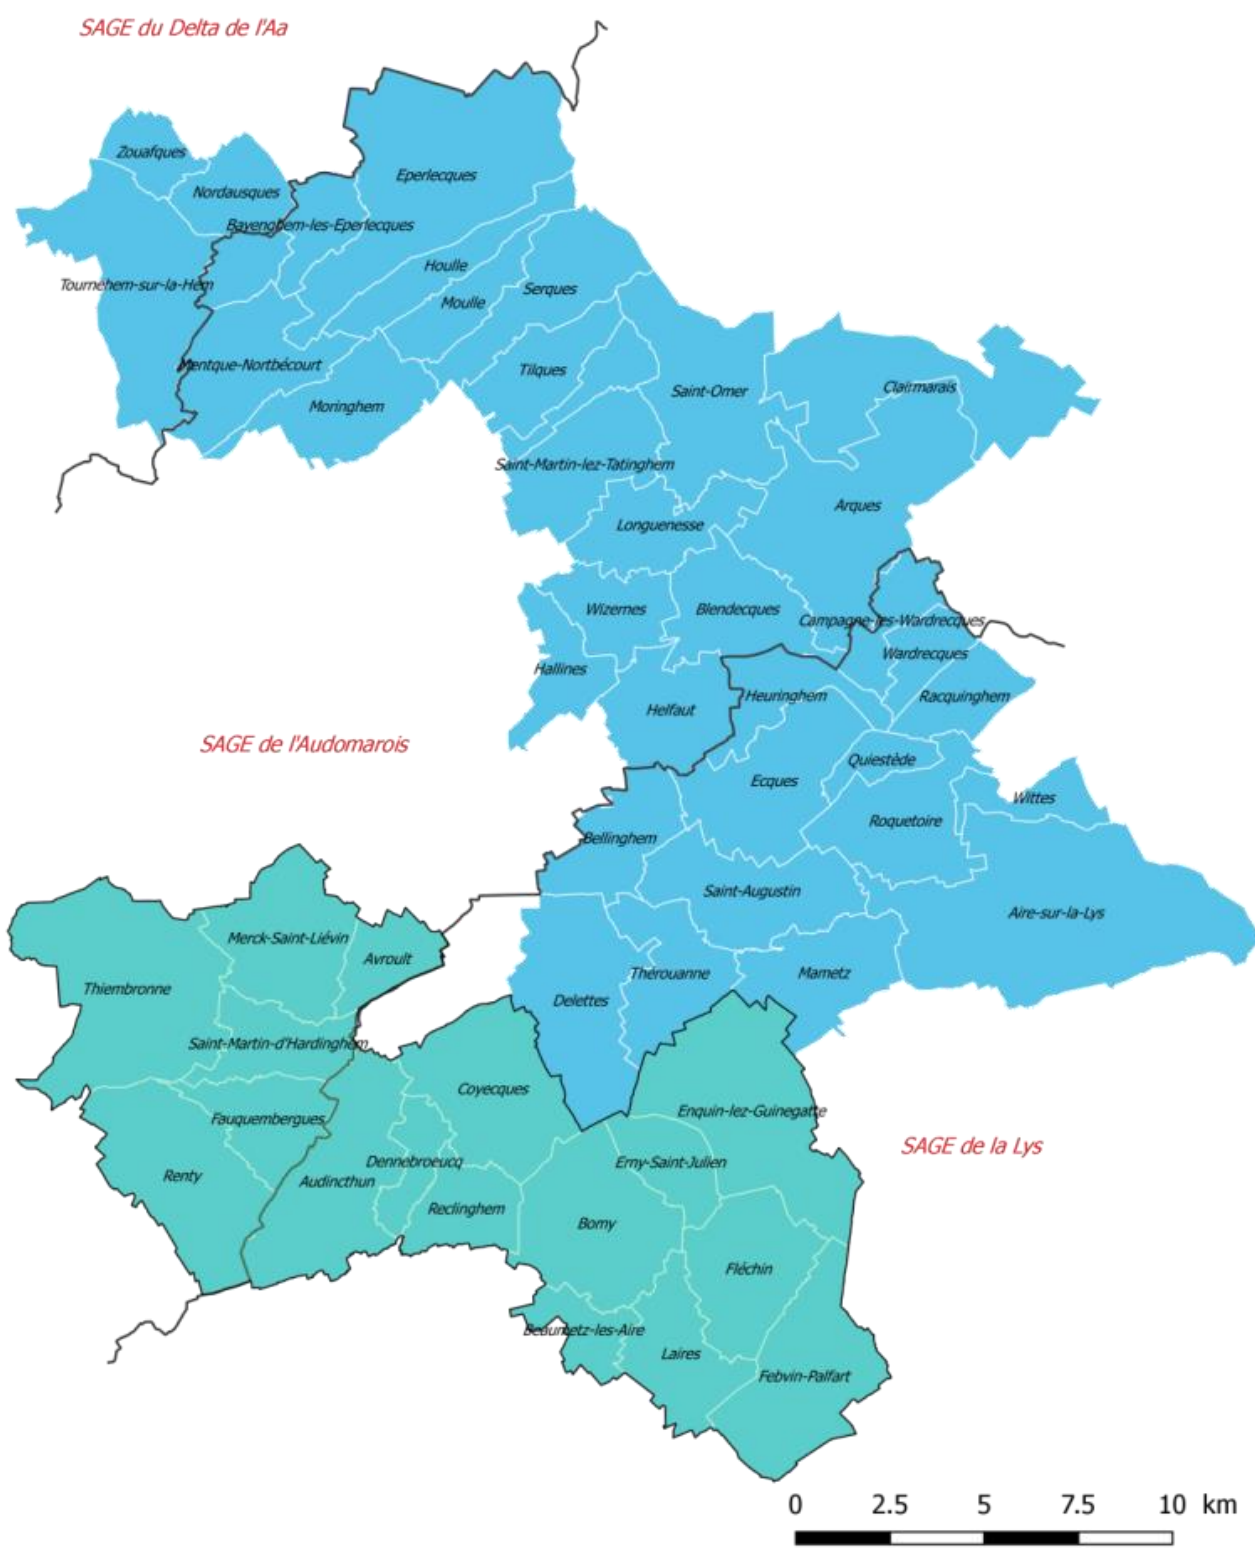 SAGE du Delta de l'Aa
Zouafques
Eperlecques
Nordausques
Bayenghem-les-Eperlecques
Houlle
Tournehem-sur-la-Hem
Serques
Moulle
Mentque-Nortbécourt
Tilques
Saint-Omer
Clairmarais
Moringhem
Saint-Martin-lez-Tatinghem
Arques
Longuenesse
Wizernes
Blendecques
Campagne-les-Wardrecques
Wardrecques
Hallines
Heuringhem
Racquinghem
Helfaut
SAGE de l'Audomarois
Quiestède
Ecques
Wittes
Roquetoire
Bellinghem
Saint-Augustin
Aire-sur-la-Lys
Merck-Saint-Liévin
Avroult
Thérouanne
Mametz
Thiembronne
Delettes
Saint-Martin-d'Hardinghem
Coyecques
Enquin-lez-Guinegatte
Fauquembergues
SAGE de la Lys
Dennebroeucq
Erny-Saint-Julien
Renty
Audincthun
Reclinghem
Bomy
Fléchin
Beaumetz-les-Aire
Laires
Febvin-Palfart
0 2.5 5 7.5 10 km